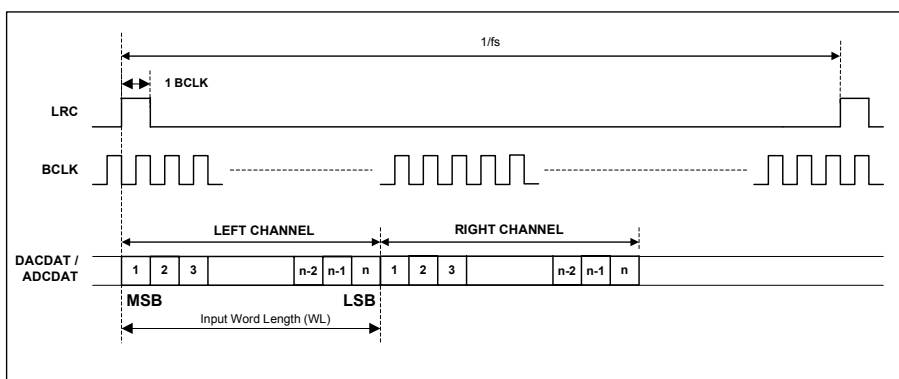 1/fs
1 BCLK
LRC
BCLK
LEFT CHANNEL RIGHT CHANNEL
DACDAT /
ADCDAT
1 2 3 n-2 n-1 n 1 2 3 n-2 n-1 n
MSB LSB
Input Word Length (WL)